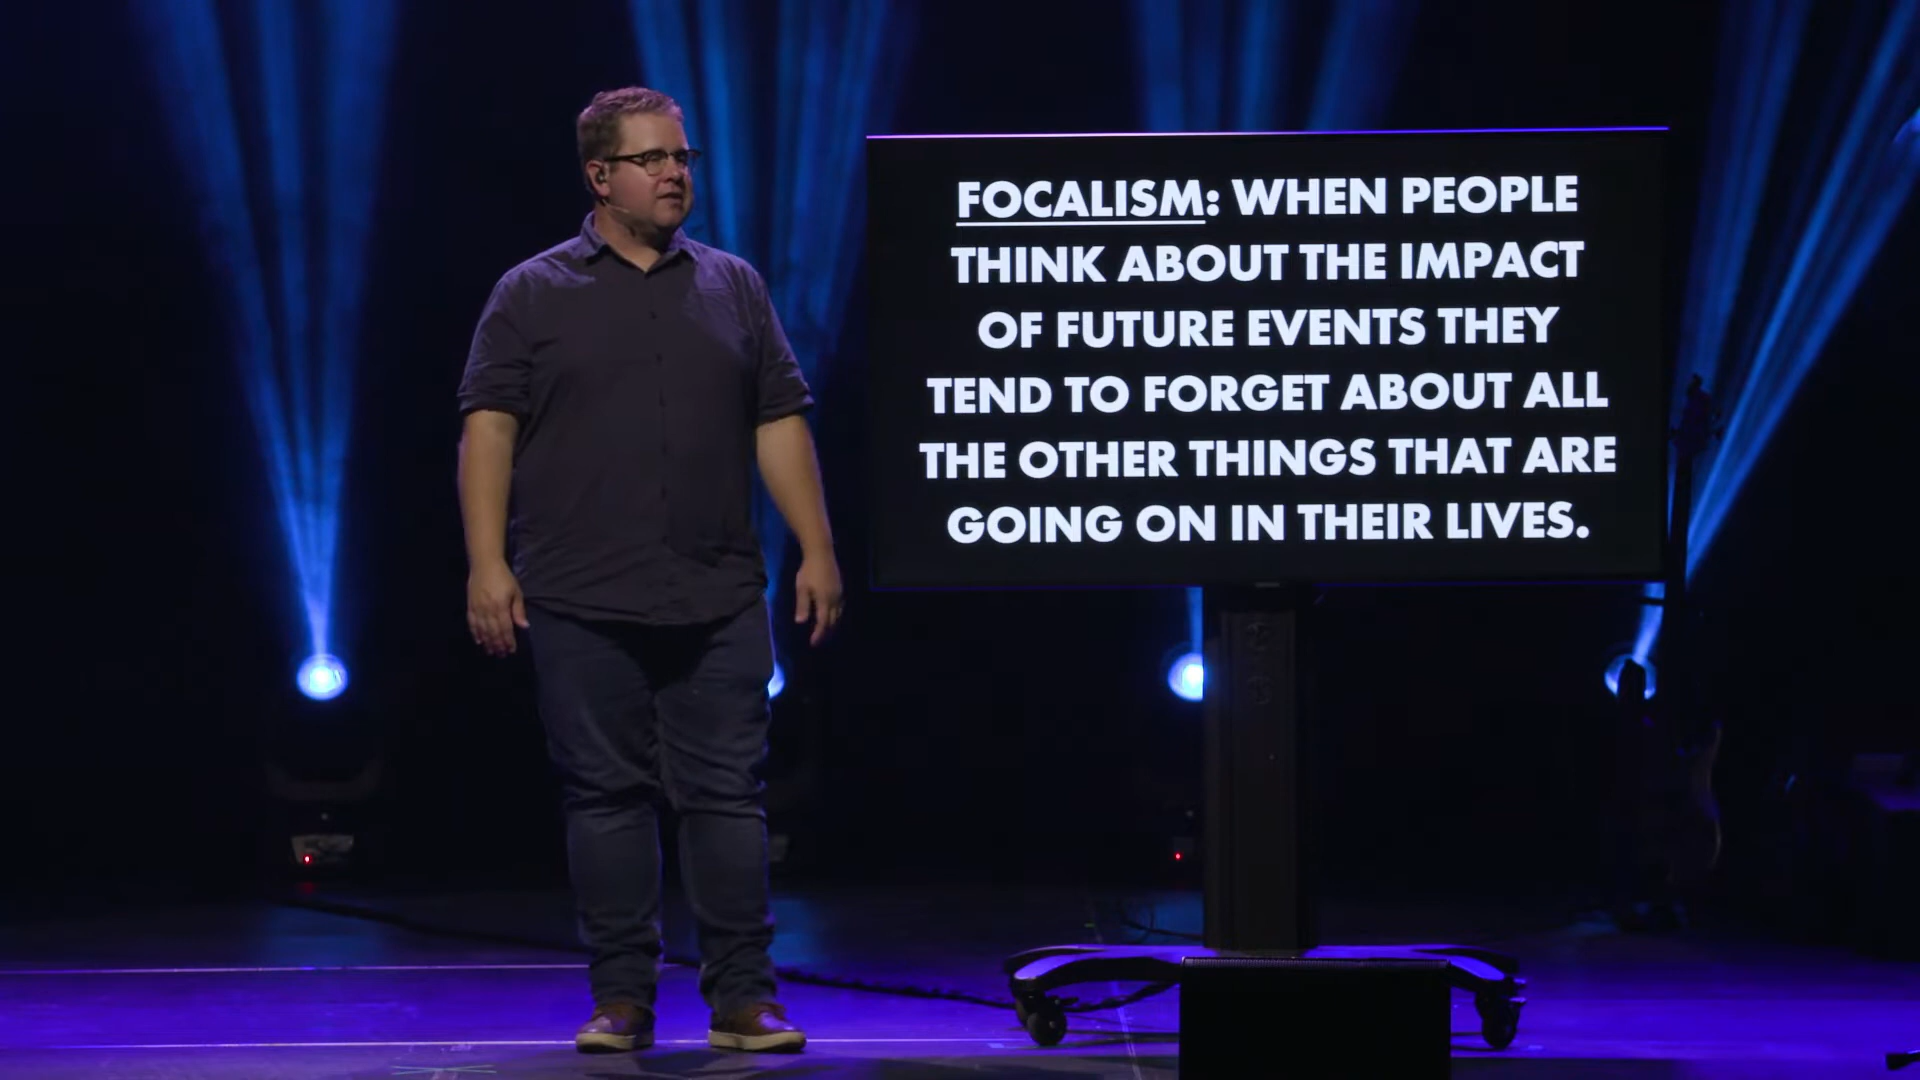 FOCALISM: WHEN PEOPLE
THINK ABOUT THE IMPACT
OF FUTURE EVENTS THEY
TEND TO FORGET ABOUT ALL
THE OTHER THINGS THAT ARE
GOING ON IN THEIR LIVES.